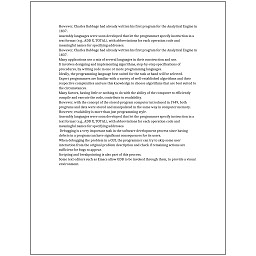 However, Charles Babbage had already written his first program for the Analytical Engine in
1837.
Assembly languages were soon developed that let the programmer specify instruction in a
text format (e.g., ADD X, TOTAL), with abbreviations for each operation code and
meaningful names for specifying addresses.
However, Charles Babbage had already written his first program for the Analytical Engine in
1837.
Many applications use a mix of several languages in their construction and use.
It involves designing and implementing algorithms, step-by-step specifications of
procedures, by writing code in one or more programming languages.
Ideally, the programming language best suited for the task at hand will be selected.
Expert programmers are familiar with a variety of well-established algorithms and their
respective complexities and use this knowledge to choose algorithms that are best suited to
the circumstances.
Many factors, having little or nothing to do with the ability of the computer to efficiently
compile and execute the code, contribute to readability.
However, with the concept of the stored-program computer introduced in 1949, both
programs and data were stored and manipulated in the same way in computer memory.
However, readability is more than just programming style.
Assembly languages were soon developed that let the programmer specify instruction in a
text format (e.g., ADD X, TOTAL), with abbreviations for each operation code and
meaningful names for specifying addresses.
Debugging is a very important task in the software development process since having
defects in a program can have significant consequences for its users.
When debugging the problem in a GUI, the programmer can try to skip some user
interaction from the original problem description and check if remaining actions are
sufficient for bugs to appear.
Scripting and breakpointing is also part of this process.
Some text editors such as Emacs allow GDB to be invoked through them, to provide a visual
environment.